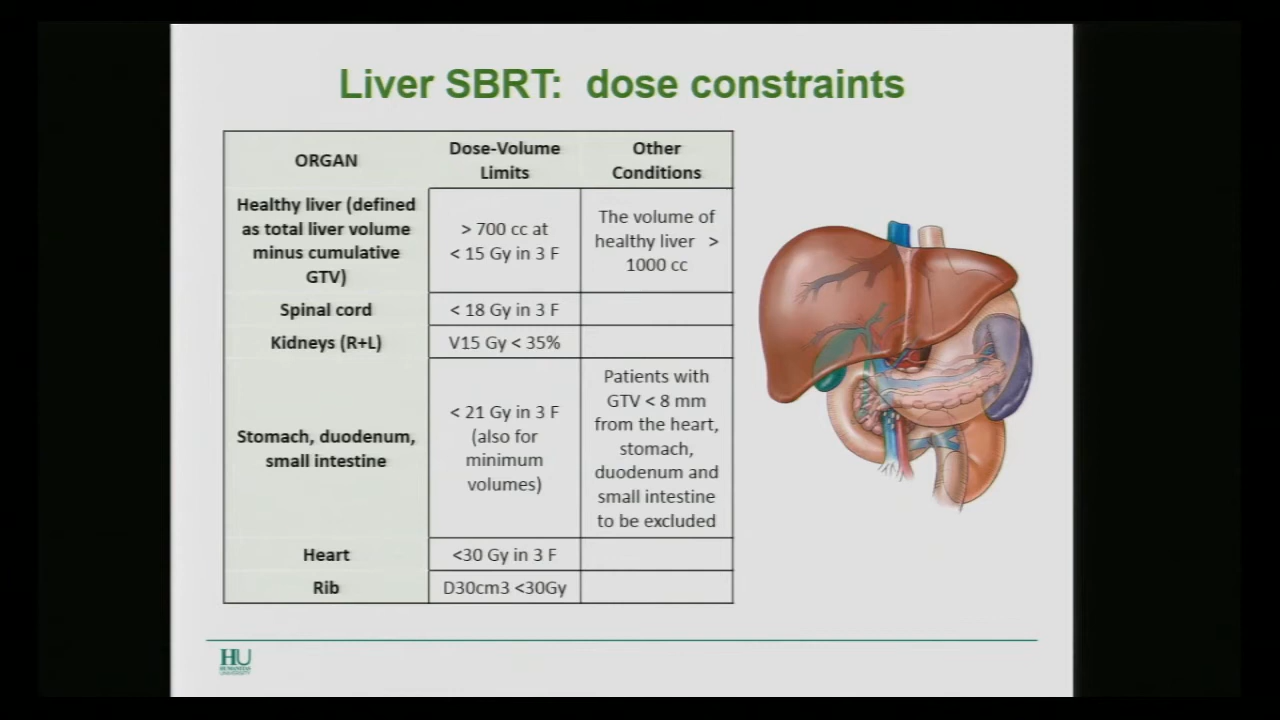 Liver SBRT: dose constraints
ORGAN
Dose-Volume
Limits
Other
Conditions
Healthy liver (defined
as total liver volume
minus cumulative
GTV)
> 700 cc at
< 15 Gy in 3 F
The volume of
healthy liver >
1000 cc
Spinal cord
< 18 Gy in 3 F
Kidneys (R+L)
V15 Gy < 35%
Stomach, duodenum,
small intestine
< 21 Gy in 3 F
(also for
minimum
volumes)
Patients with
GTV < 8 mm
from the heart,
stomach,
duodenum and
small intestine
to be excluded
Heart
<30 Gy in 3 F
Rib
D30cm3 <30Gy
HU
UNIVERSITY